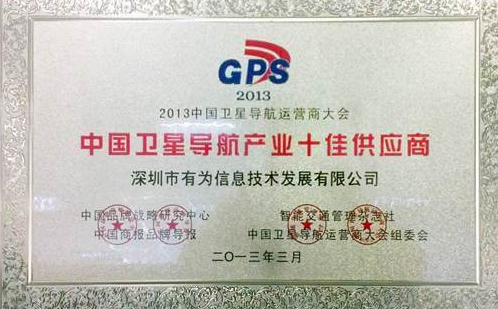 GPS
2013
2013中国卫星导航运营商大会
中国卫星导航产业十佳供应商
深圳市有为信息技术发展有限公司
中国品牌战略研究中心 智能交通管理杂志社
中国商报品牌导报 中国卫星导航运营商大会组委会
二〇一三年三月